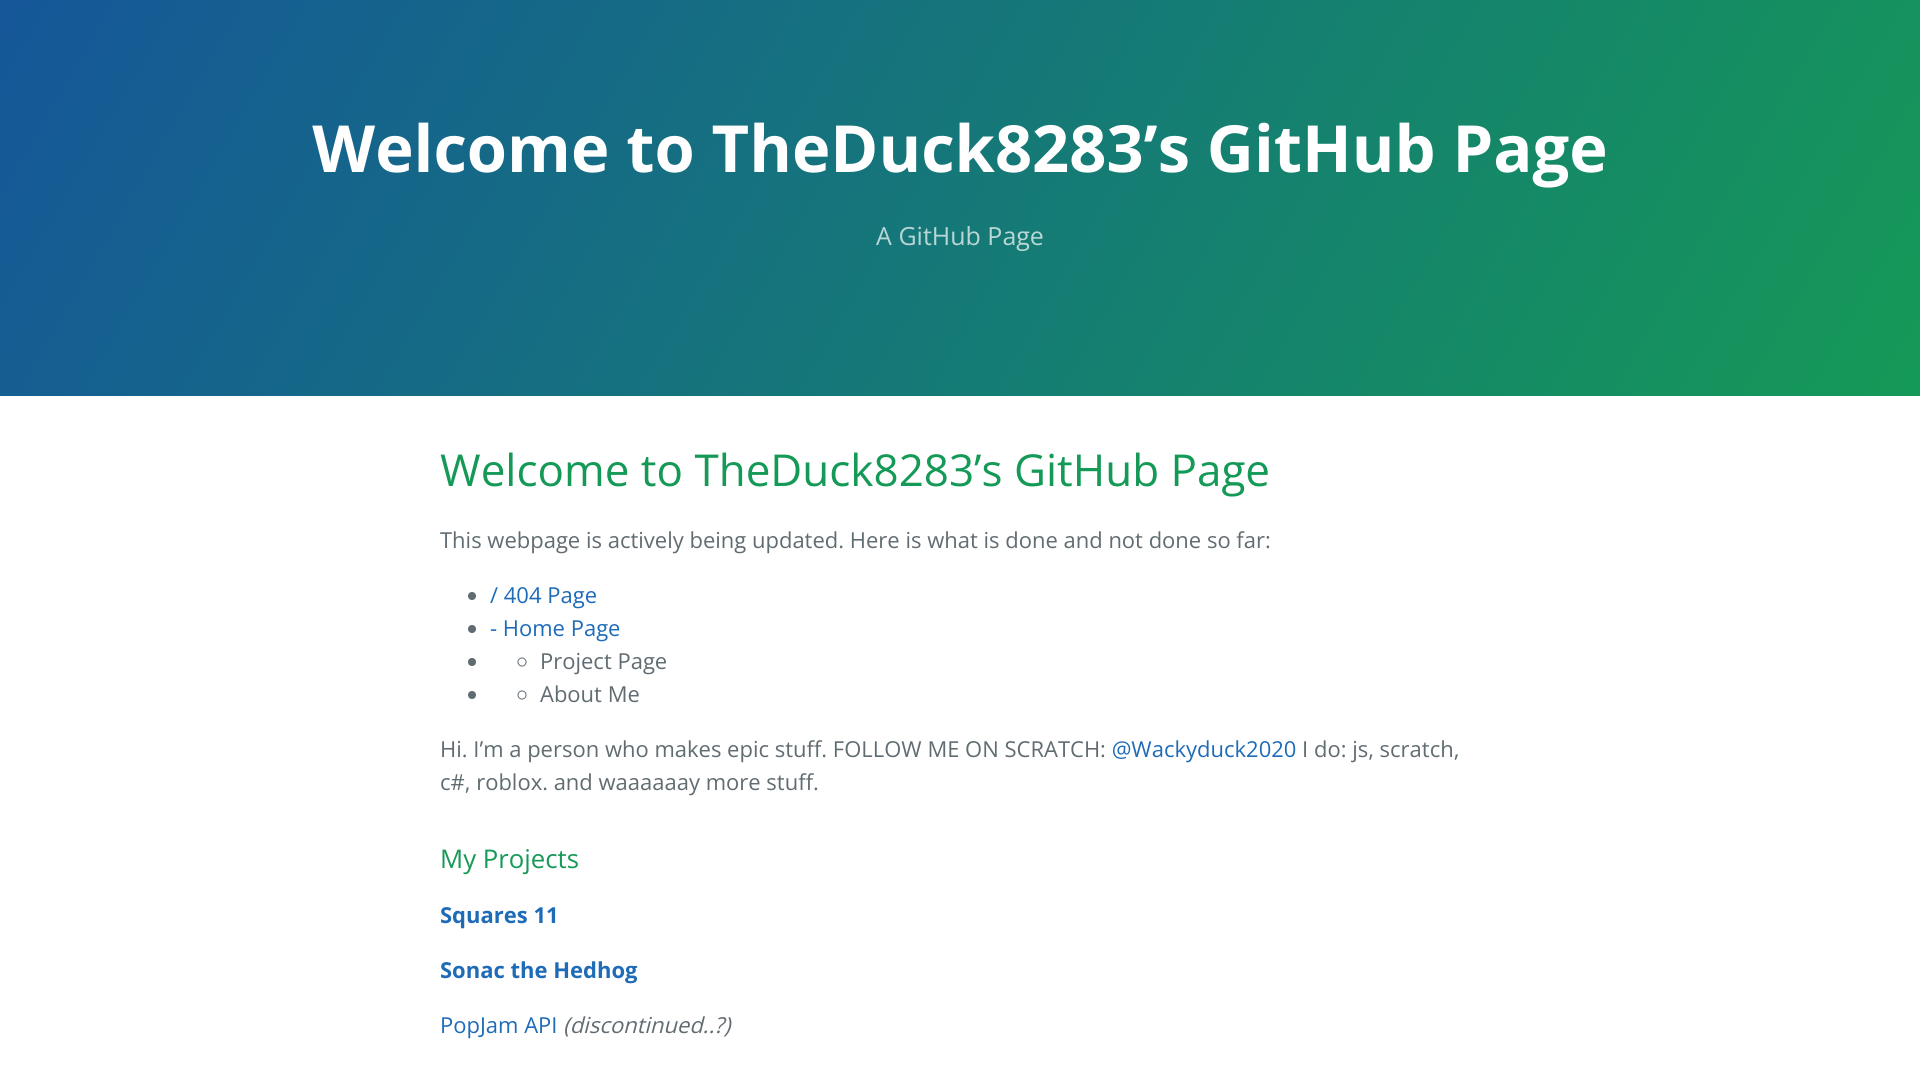 Welcome to TheDuck8283’s GitHub Page
A GitHub Page
Welcome to TheDuck8283’s GitHub Page
This webpage is actively being updated. Here is what is done and not done so far:
/ 404 Page
- Home Page
Project Page
About Me
Hi. I’m a person who makes epic stuff. FOLLOW ME ON SCRATCH: @Wackyduck2020 I do: js, scratch,
c#, roblox. and waaaaaay more stuff.
My Projects
Squares 11
Sonac the Hedhog
PopJam API (discontinued..?)